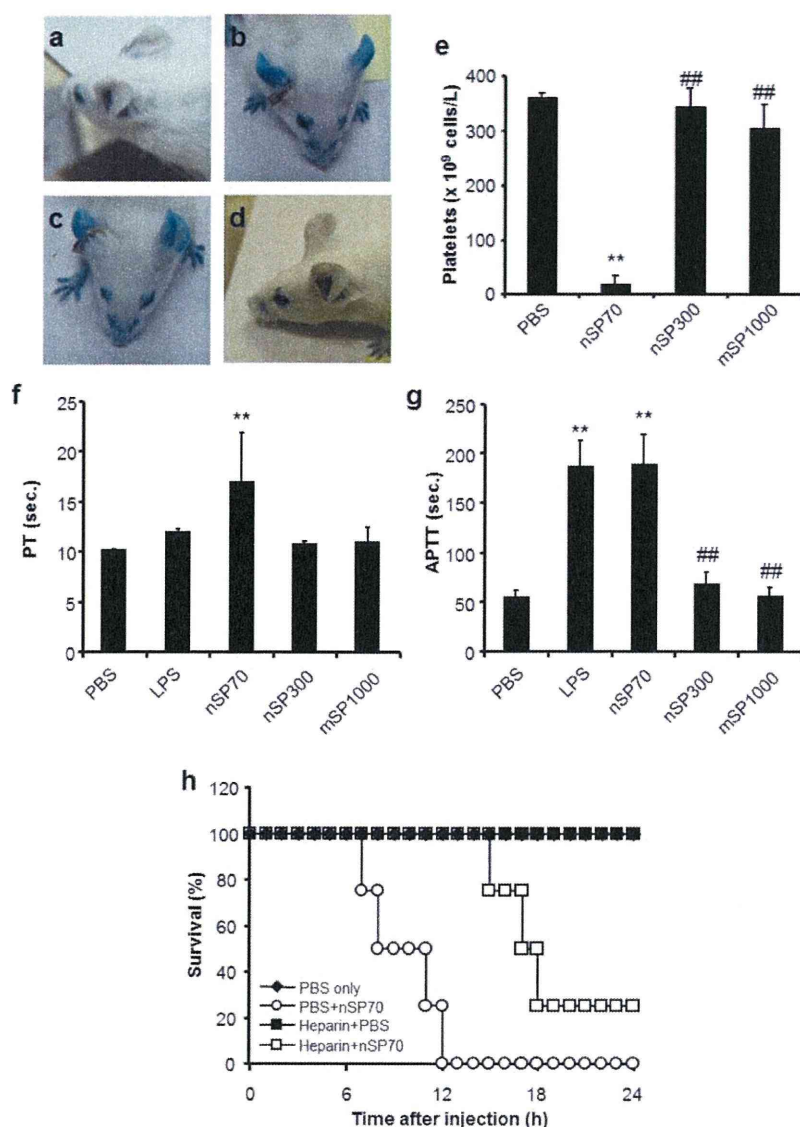 a
b
c
d
e
Platelets (x 10⁹ cells/L)
400
300
200
100
0
**
##
##
PBS
nSP70
nSP300
mSP1000
f
PT (sec.)
25
20
15
10
5
0
**
PBS
LPS
nSP70
nSP300
mSP1000
g
APTT (sec.)
250
200
150
100
50
0
**
**
##
##
PBS
LPS
nSP70
nSP300
mSP1000
h
Survival (%)
120
100
80
60
40
20
0
PBS only
PBS+nSP70
Heparin+PBS
Heparin+nSP70
0 6 12 18 24
Time after injection (h)